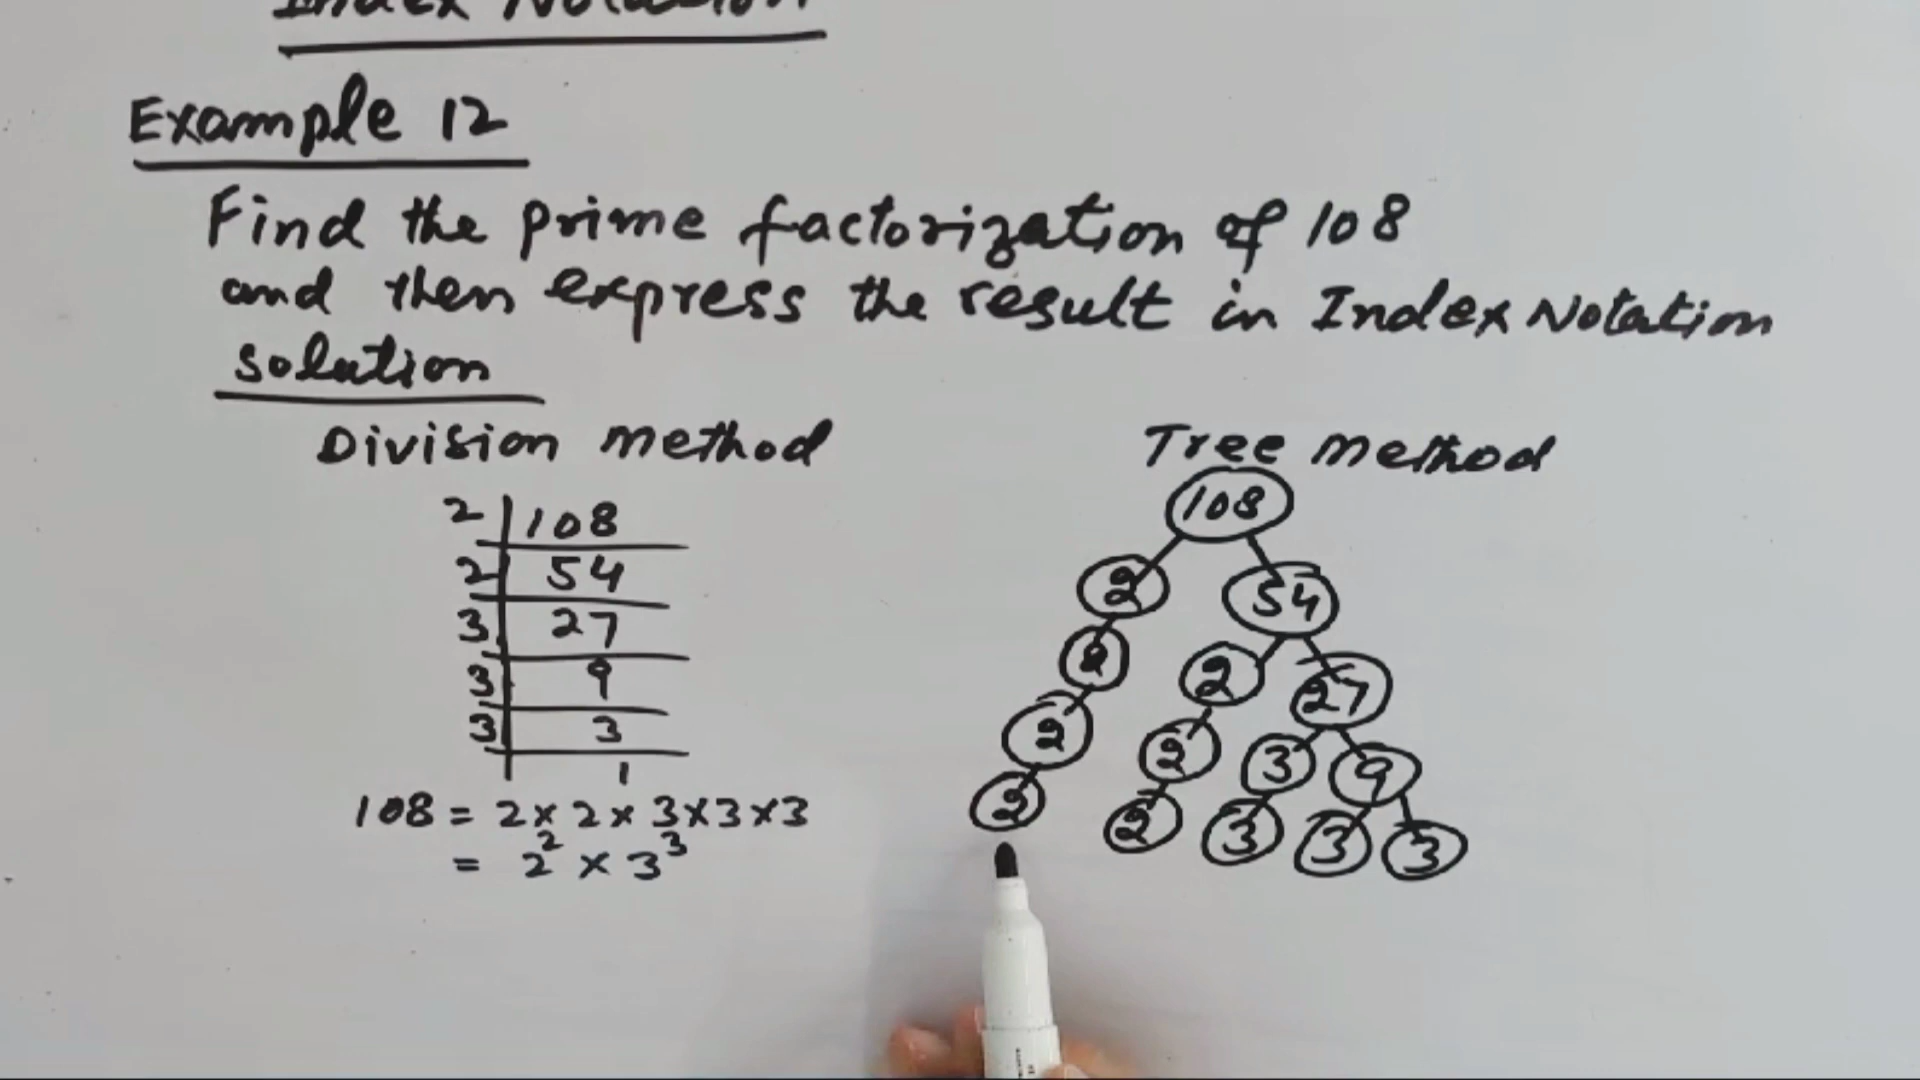 Index Notation
Example 12
Find the prime factorization of 108
and then express the result in Index Notation
solution
Division method
2 | 108
2 | 54
3 | 27
3 | 9
3 | 3
1
108 = 2 × 2 × 3 × 3 × 3
= 2² × 3³
Tree method
108
2 54
2 2 27
2 2 3 9
2 2 3 3 3